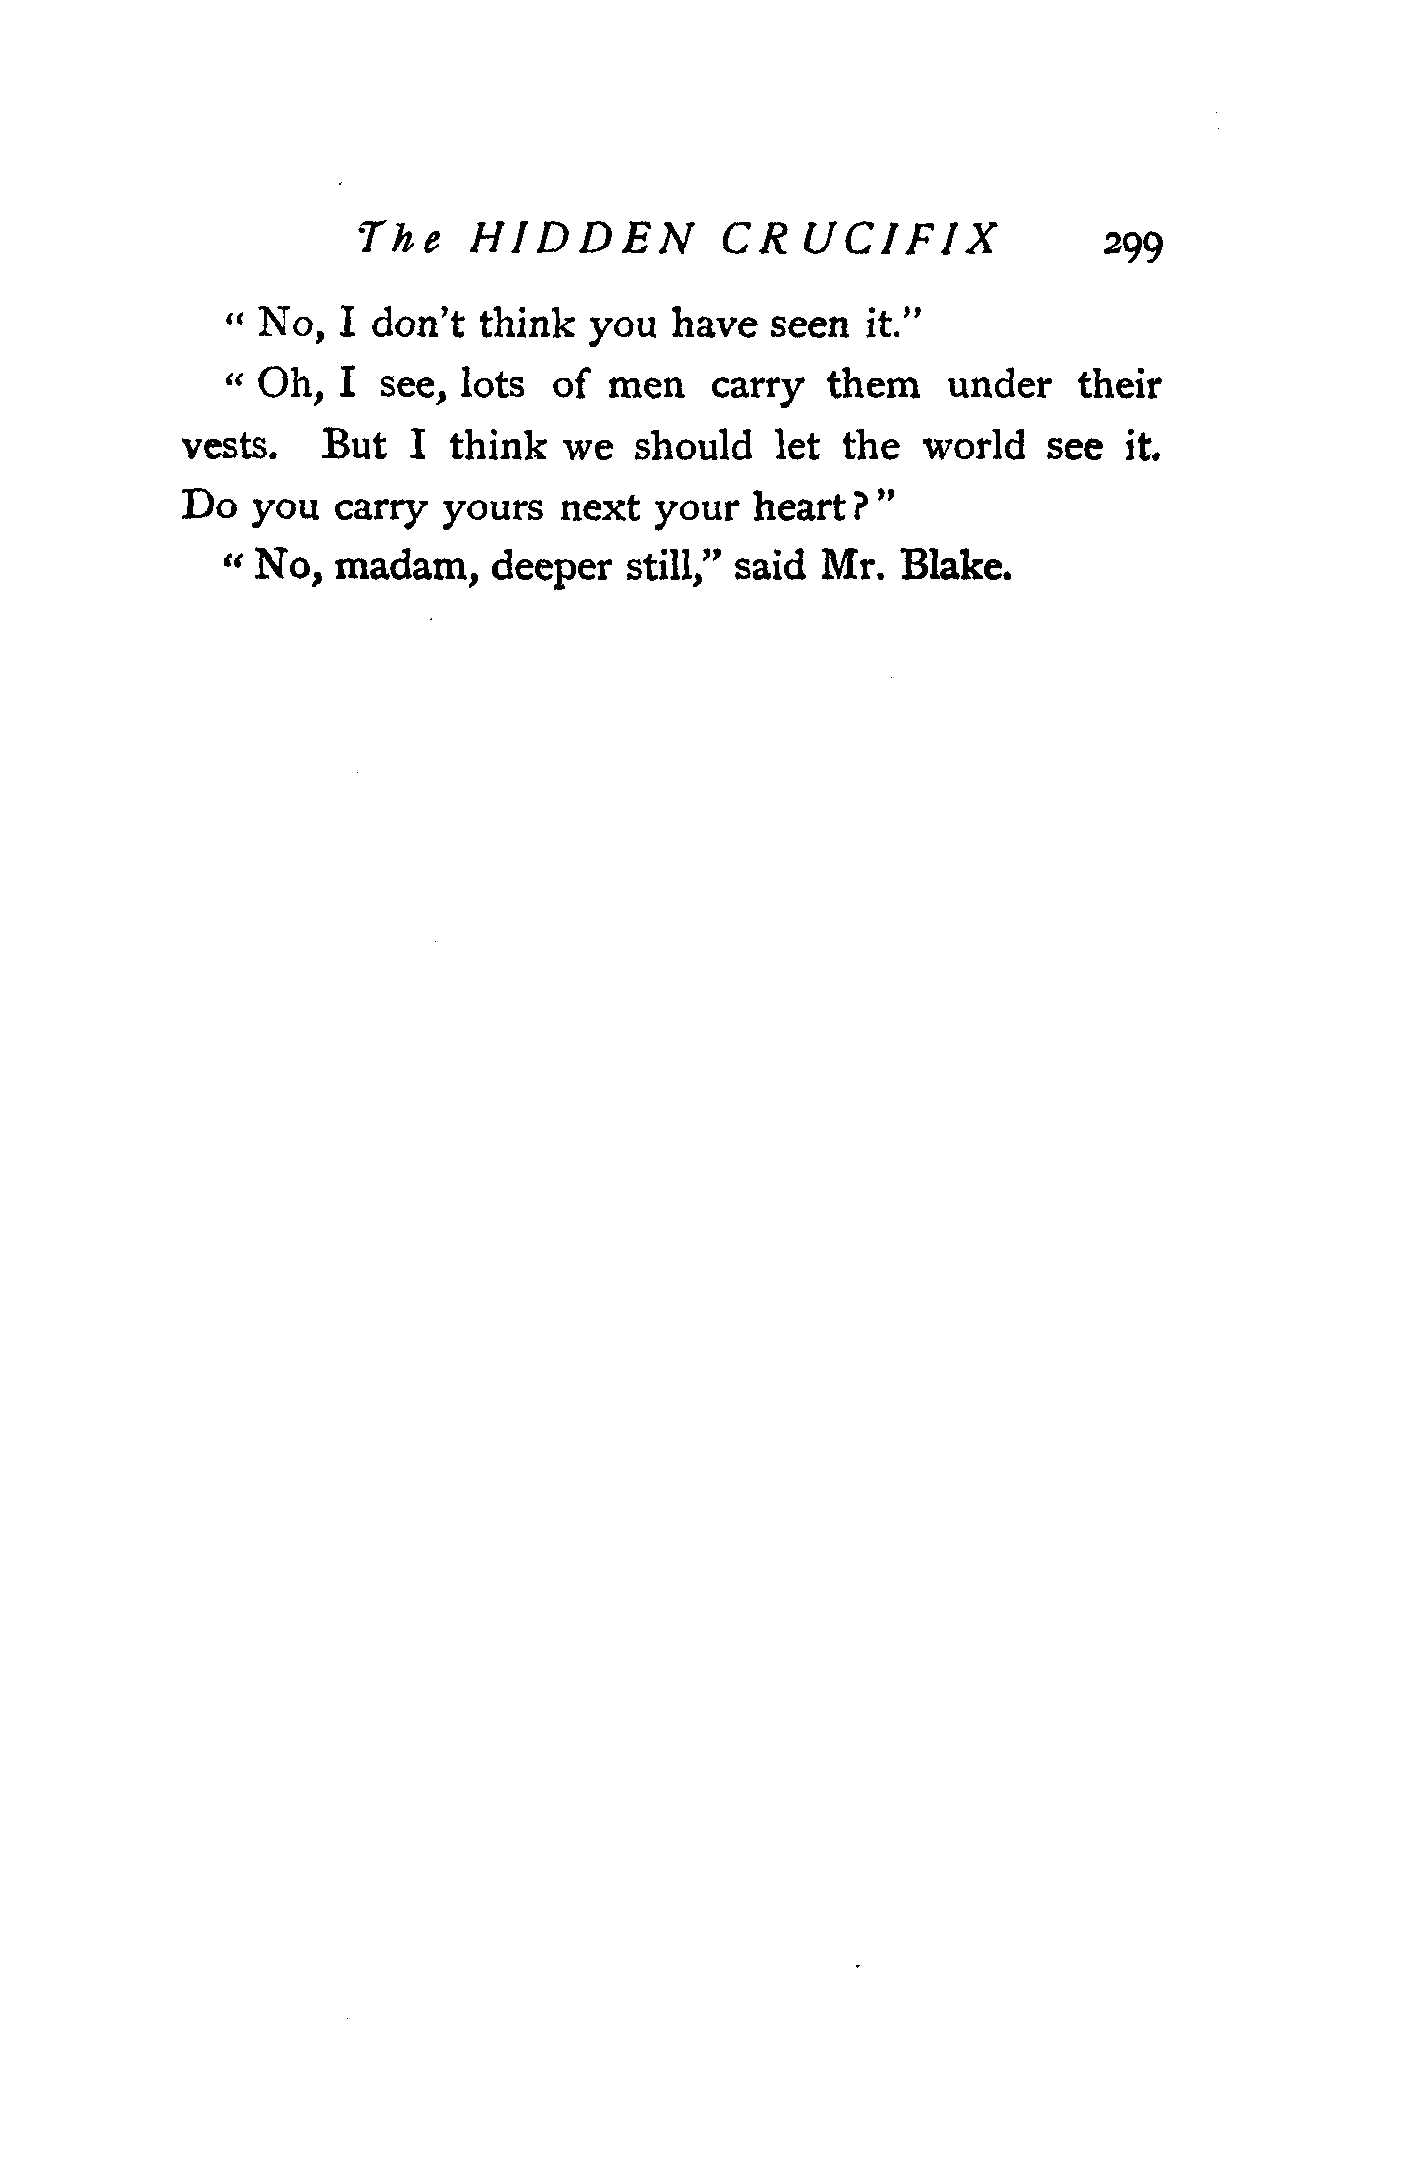 The HIDDEN CRUCIFIX 299
“ No, I don't think you have seen it.”
“ Oh, I see, lots of men carry them under their
vests. But I think we should let the world see it.
Do you carry yours next your heart ? ”
“ No, madam, deeper still,” said Mr. Blake.